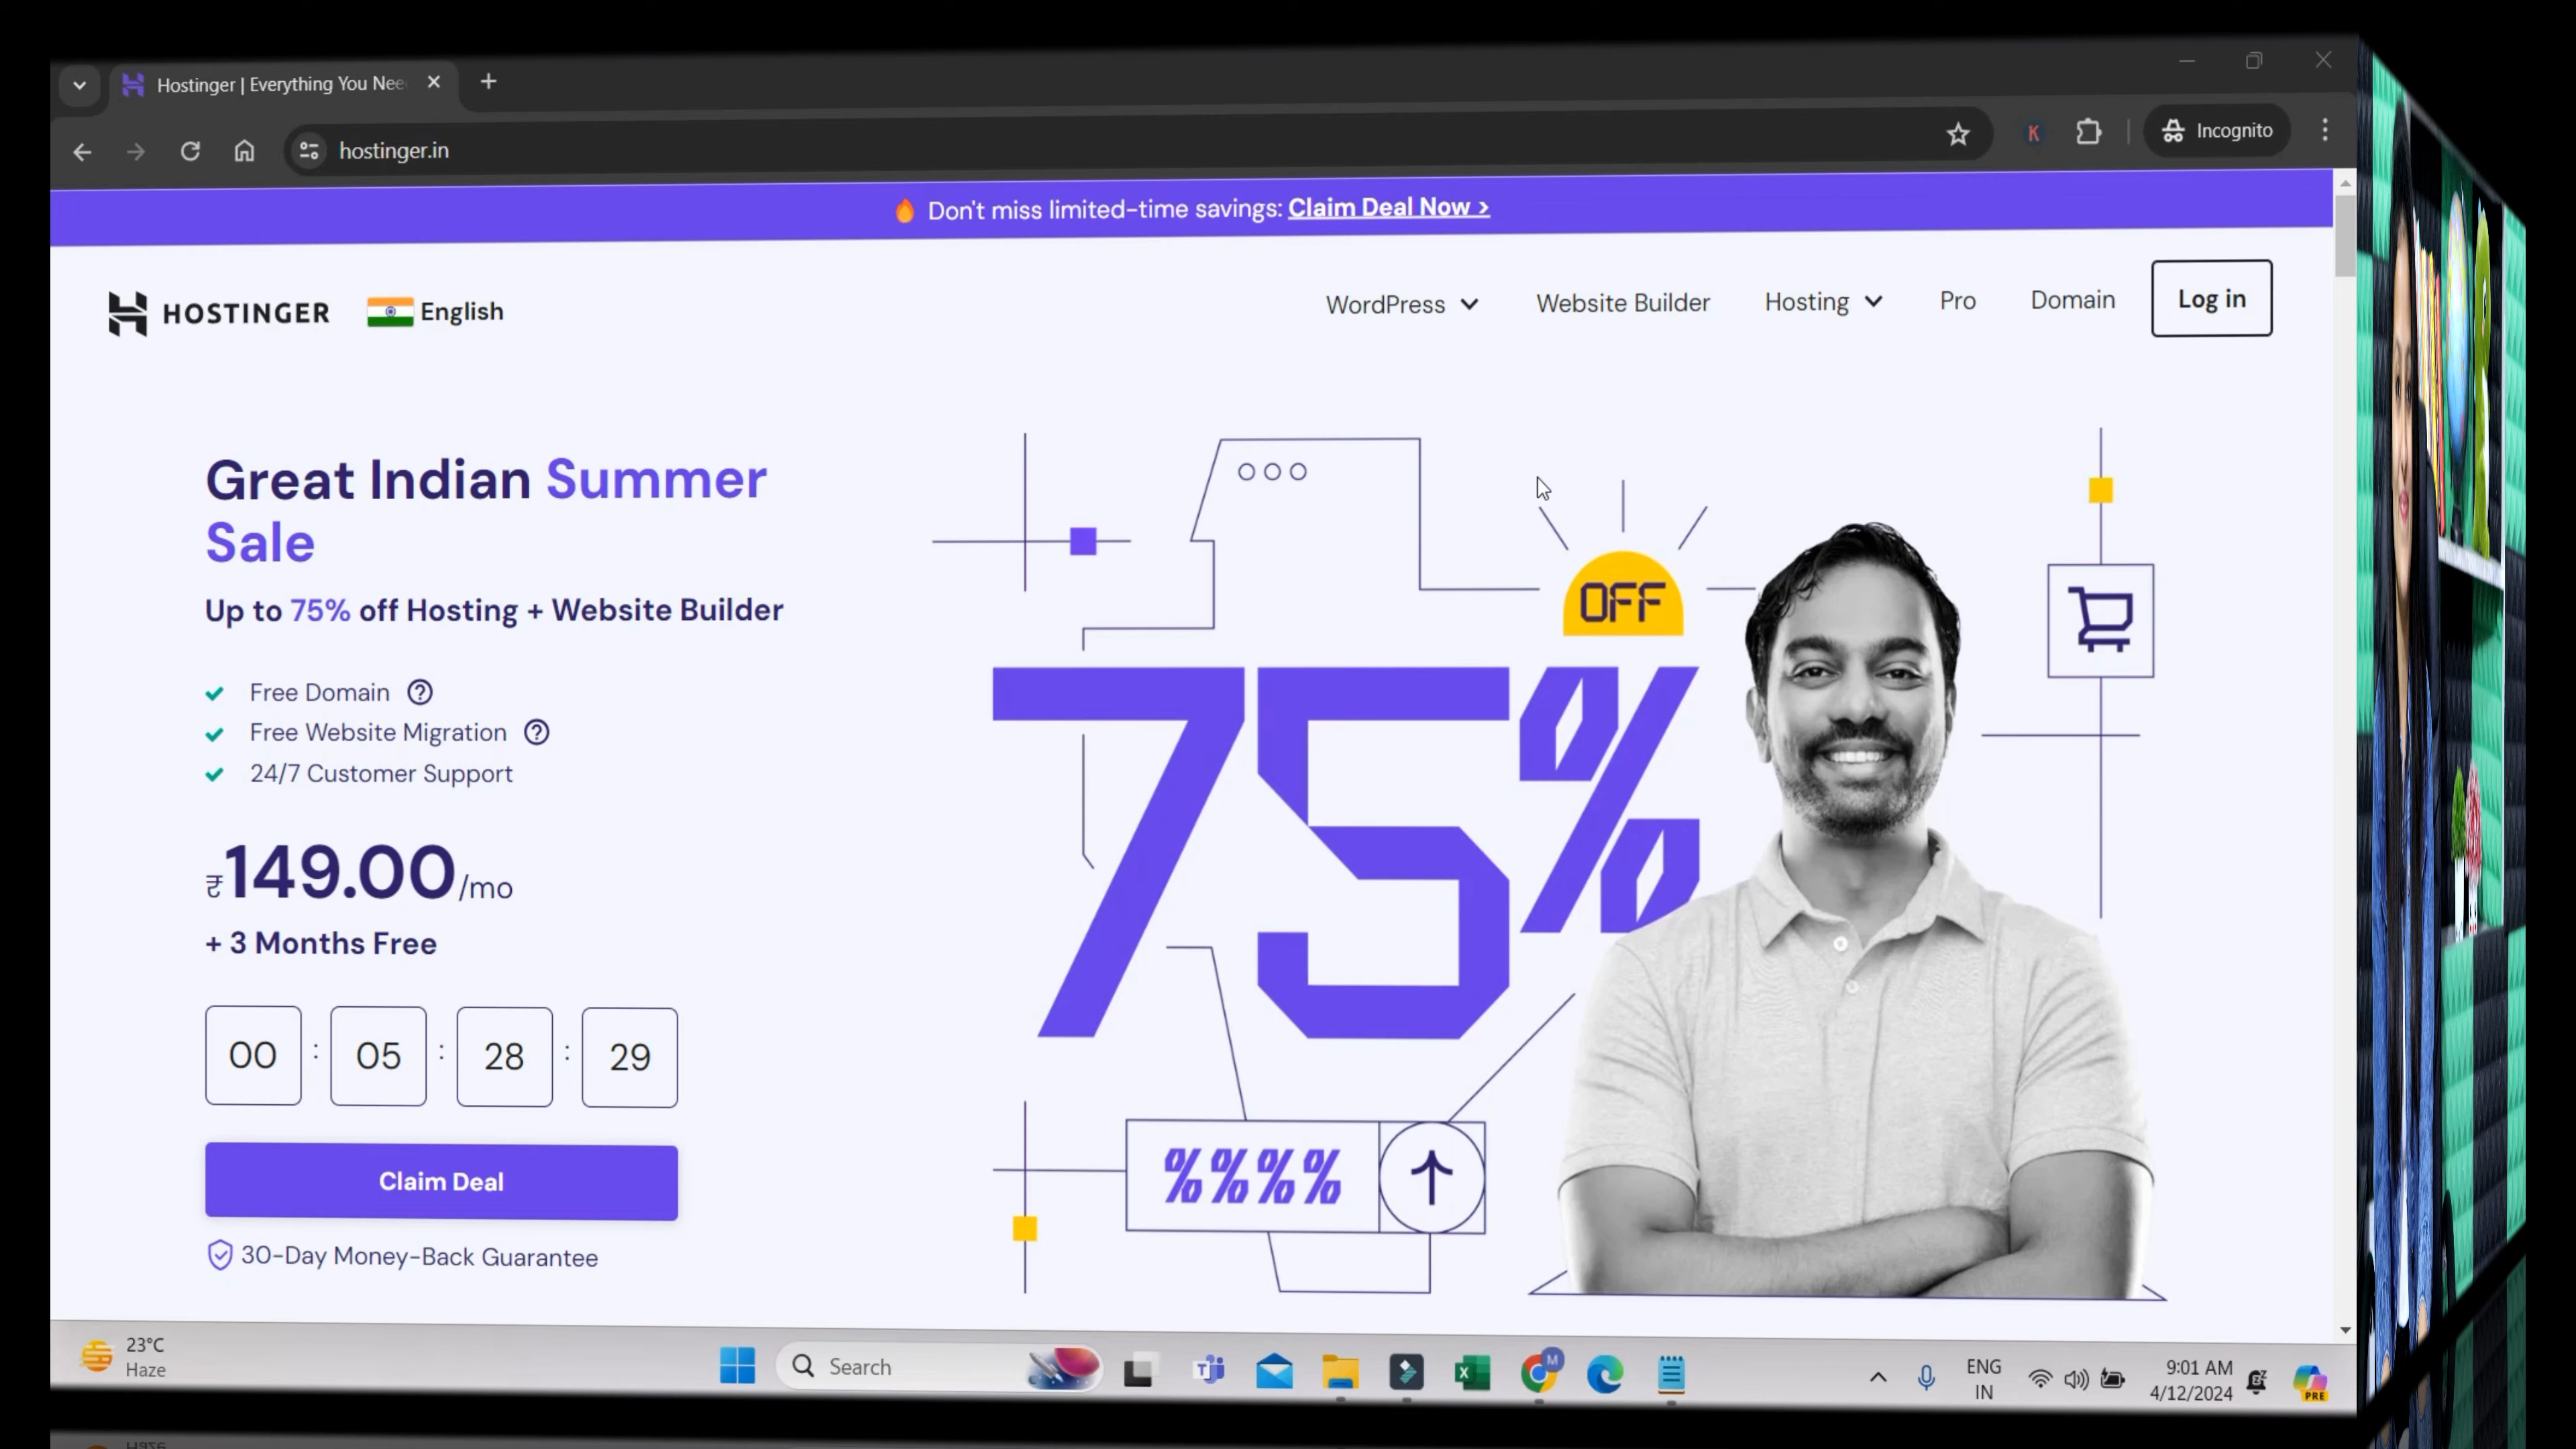 Hostinger | Everything You Nee
hostinger.in
K
Incognito
Don't miss limited-time savings: Claim Deal Now >
HOSTINGER
English
WordPress
Website Builder
Hosting
Pro
Domain
Log in
Great Indian Summer
Sale
Up to 75% off Hosting + Website Builder
Free Domain ?
Free Website Migration ?
24/7 Customer Support
₹149.00/mo
+ 3 Months Free
00 : 05 : 28 : 29
Claim Deal
30-Day Money-Back Guarantee
OFF
75%
%%%%
23°C
Haze
Search
M
ENG
IN
9:01 AM
4/12/2024
PRE
Haze